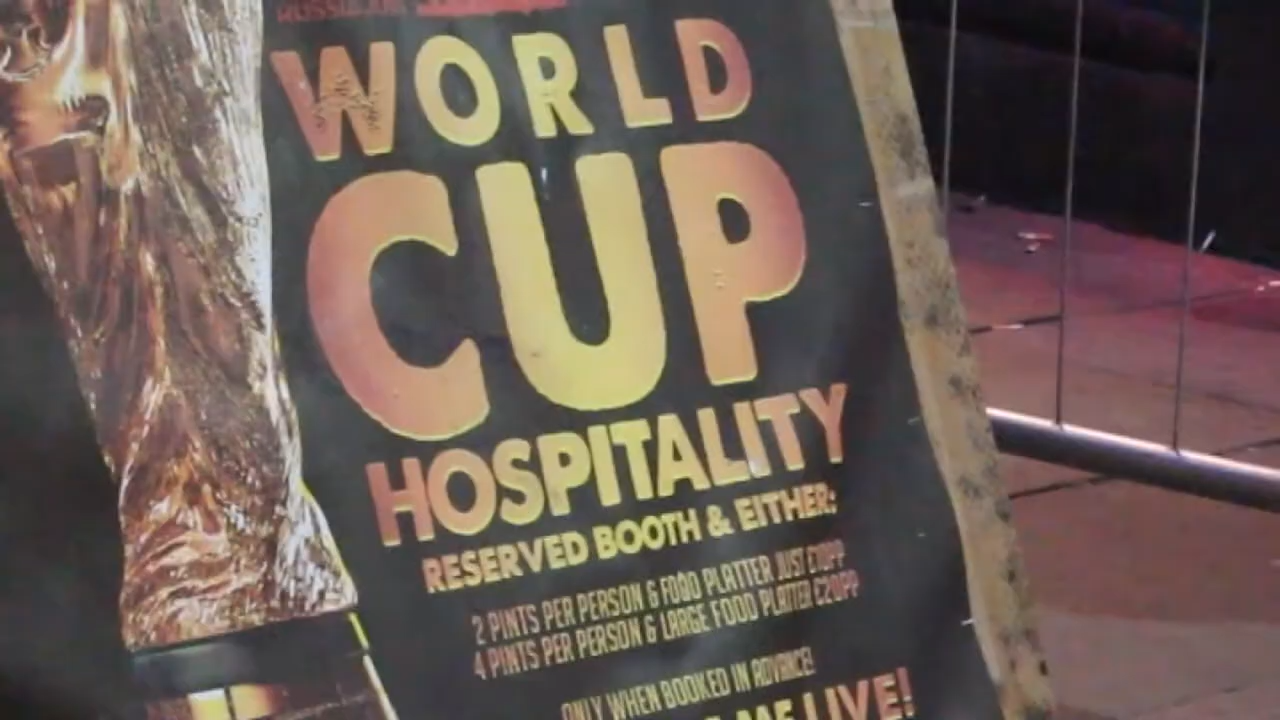 WORLD
CUP
HOSPITALITY
RESERVED BOOTH & EITHER:
2 PINTS PER PERSON & FOOD PLATTER JUST £10PP
4 PINTS PER PERSON & LARGE FOOD PLATTER £20PP
ONLY WHEN BOOKED IN ADVANCE!
LIVE!